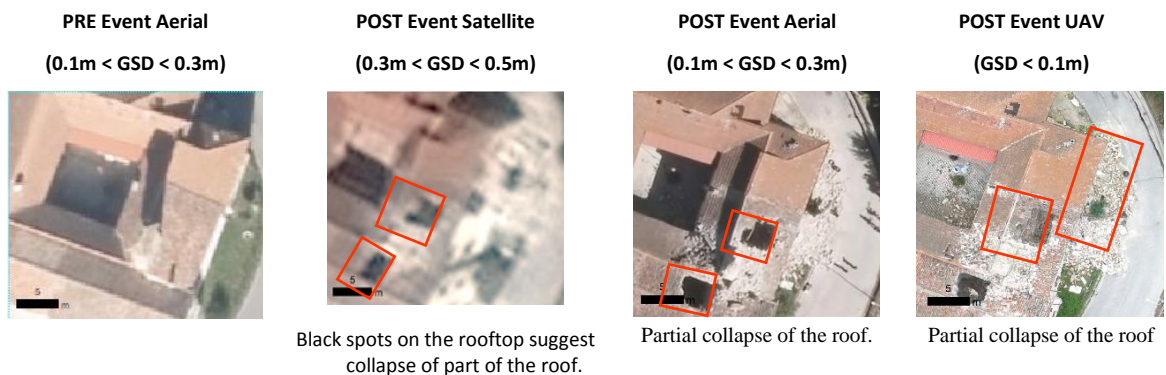 PRE Event Aerial
(0.1m < GSD < 0.3m)
POST Event Satellite
(0.3m < GSD < 0.5m)
POST Event Aerial
(0.1m < GSD < 0.3m)
POST Event UAV
(GSD < 0.1m)
5
m
5
m
5
m
5
m
Black spots on the rooftop suggest
collapse of part of the roof.
Partial collapse of the roof.
Partial collapse of the roof